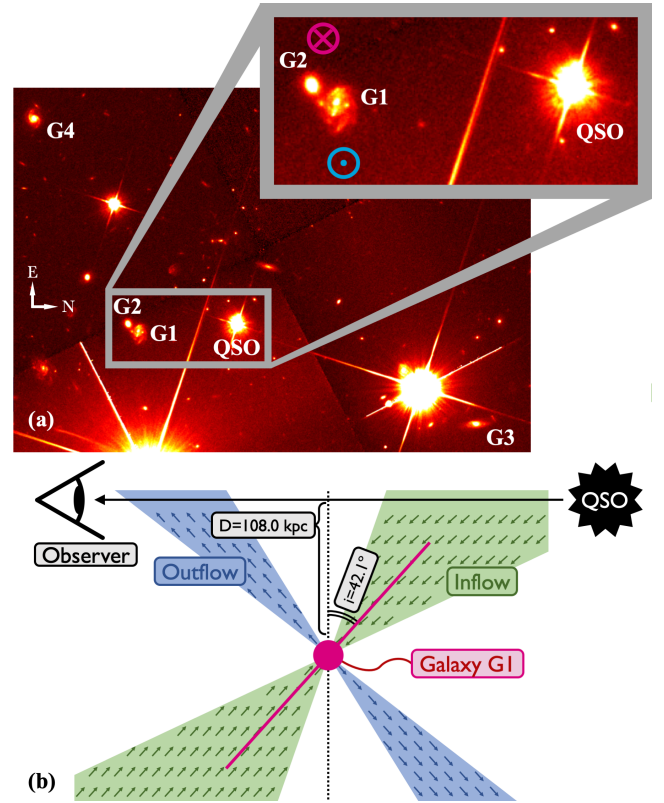 G2
G1
QSO
G4
E
N
G2
G1
QSO
G3
(a)
QSO
D=108.0 kpc
Observer
Outflow
i=42.1°
Inflow
Galaxy G1
(b)